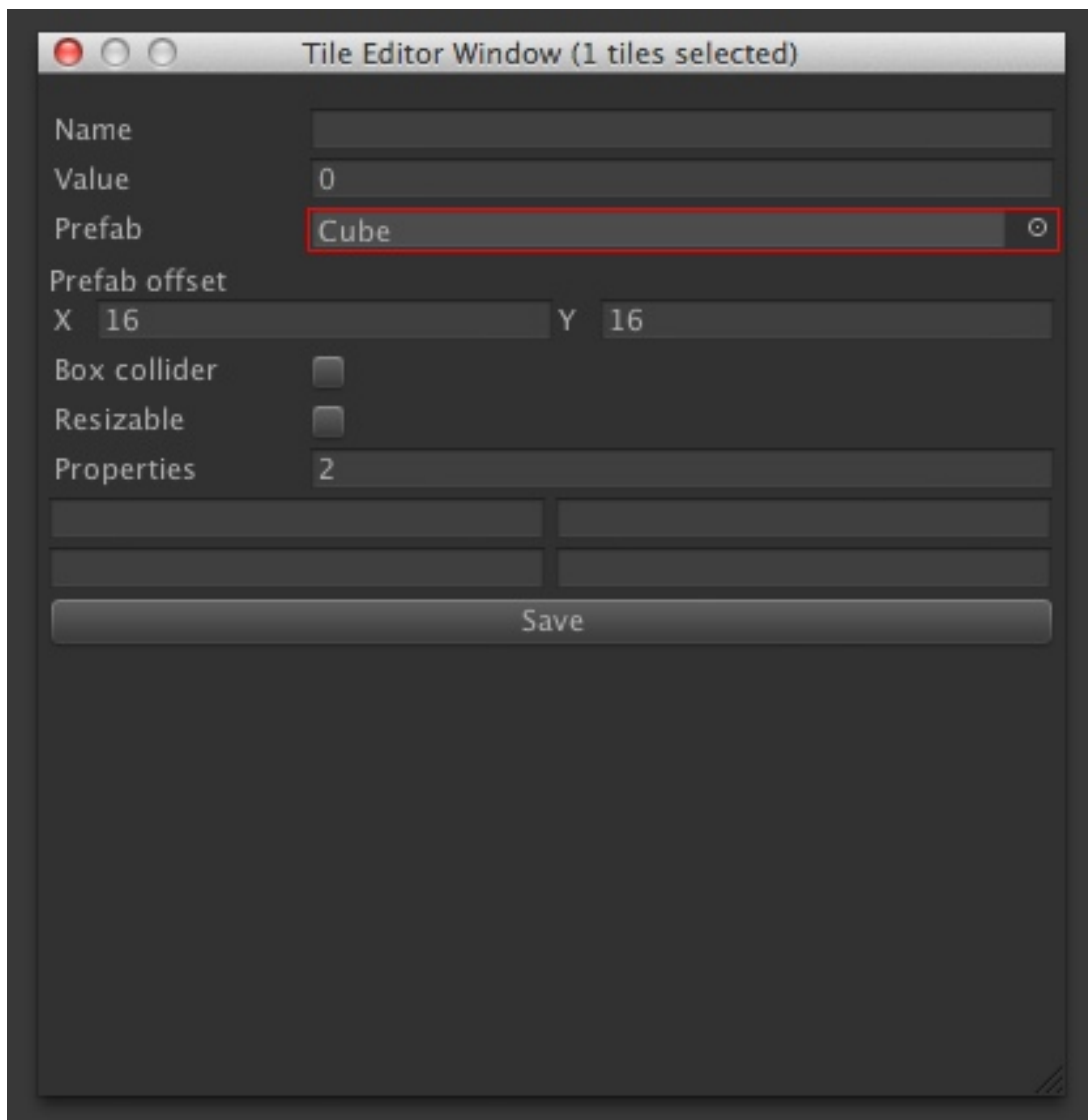 Tile Editor Window (1 tiles selected)
Name
Value 0
Prefab Cube
Prefab offset
X 16 Y 16
Box collider
Resizable
Properties 2
Save